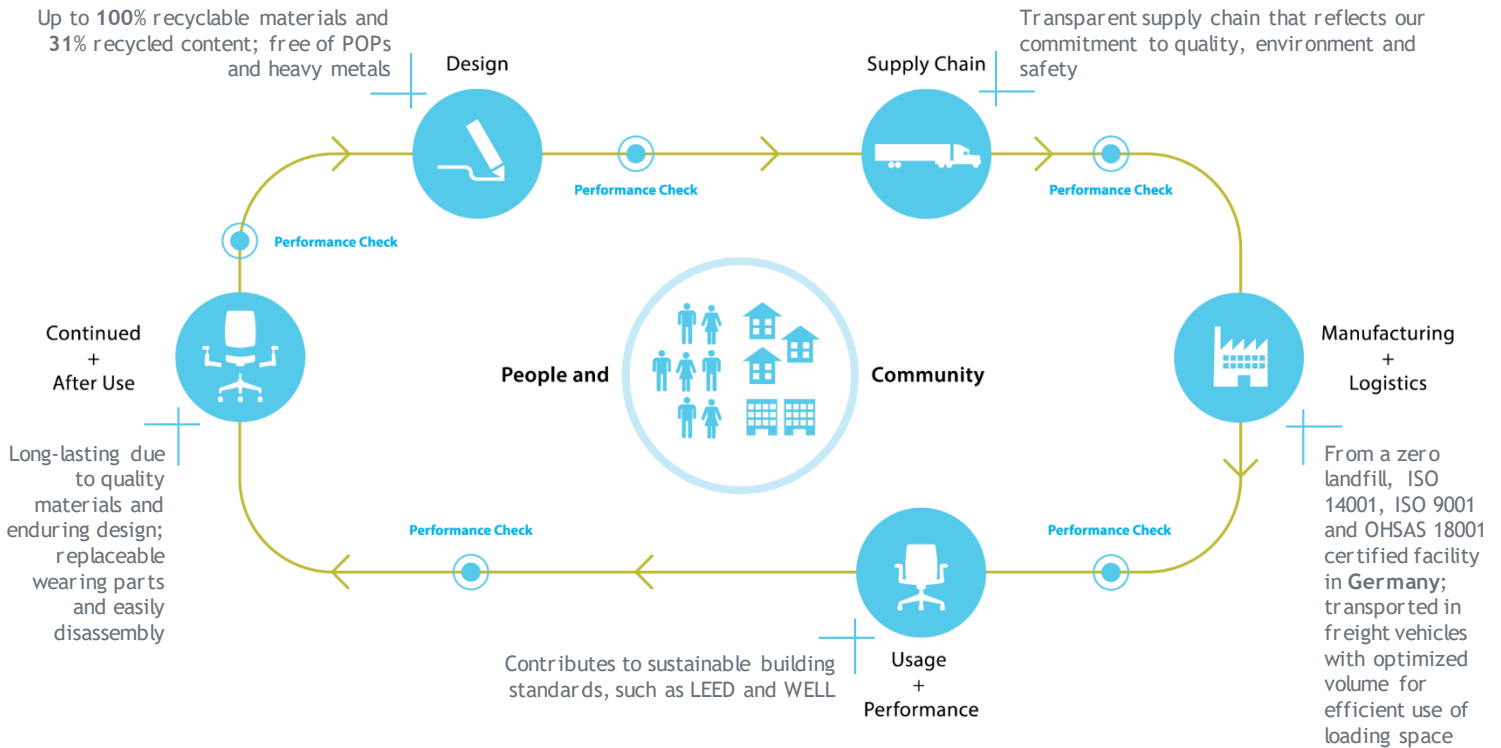 Up to 100% recyclable materials and
31% recycled content; free of POPs
and heavy metals
Design
Supply Chain
Transparent supply chain that reflects our
commitment to quality, environment and
safety
Performance Check
Performance Check
Performance Check
Continued
+
After Use
People and
Community
Manufacturing
+
Logistics
Long-lasting due
to quality
materials and
enduring design;
replaceable
wearing parts
and easily
disassembly
From a zero
landfill, ISO
14001, ISO 9001
and OHSAS 18001
certified facility
in Germany;
transported in
freight vehicles
with optimized
volume for
efficient use of
loading space
Performance Check
Performance Check
Contributes to sustainable building
standards, such as LEED and WELL
Usage
+
Performance